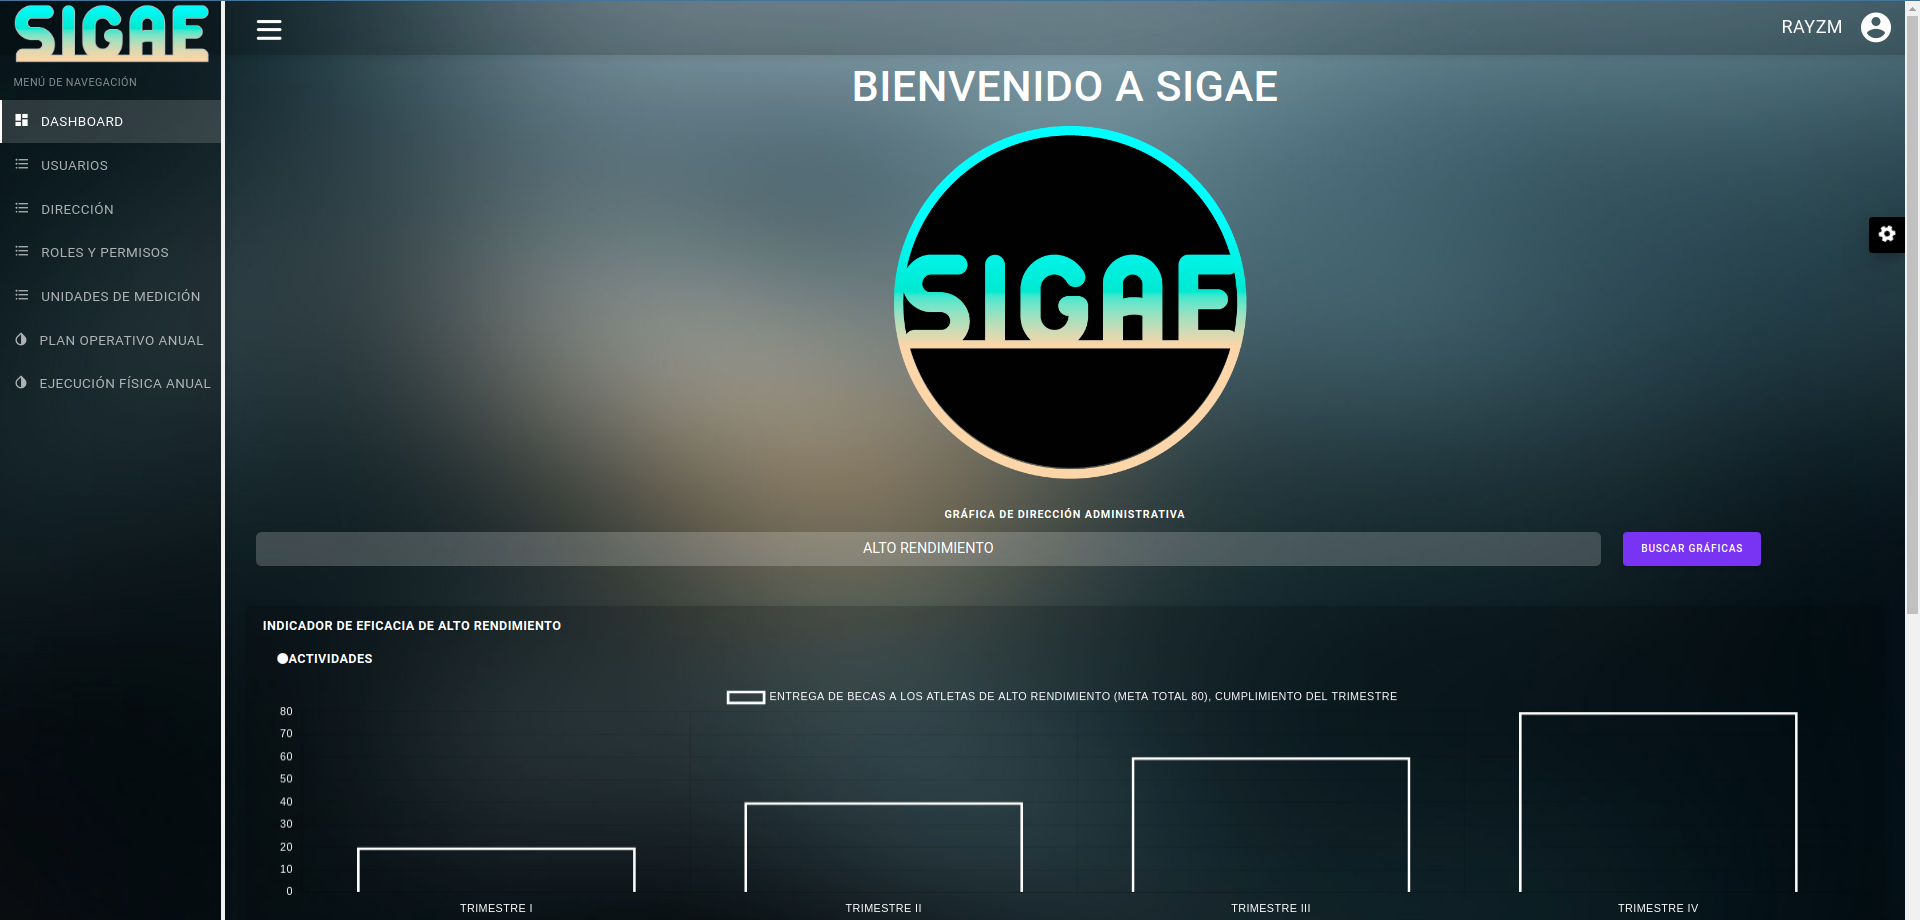 SIGAE
MENÚ DE NAVEGACIÓN
DASHBOARD
USUARIOS
DIRECCIÓN
ROLES Y PERMISOS
UNIDADES DE MEDICIÓN
PLAN OPERATIVO ANUAL
EJECUCIÓN FÍSICA ANUAL
RAYZM
BIENVENIDO A SIGAE
SIGAE
GRÁFICA DE DIRECCIÓN ADMINISTRATIVA
ALTO RENDIMIENTO
BUSCAR GRÁFICAS
INDICADOR DE EFICACIA DE ALTO RENDIMIENTO
ACTIVIDADES
ENTREGA DE BECAS A LOS ATLETAS DE ALTO RENDIMIENTO (META TOTAL 80), CUMPLIMIENTO DEL TRIMESTRE
80
70
60
50
40
30
20
10
0
TRIMESTRE I
TRIMESTRE II
TRIMESTRE III
TRIMESTRE IV